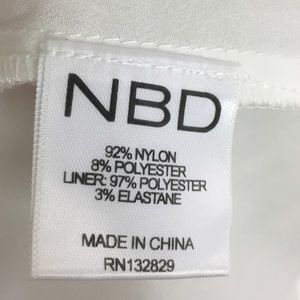 NBD
92% NYLON
8% POLYESTER
LINER: 97% POLYESTER
3% ELASTANE
MADE IN CHINA
RN132829